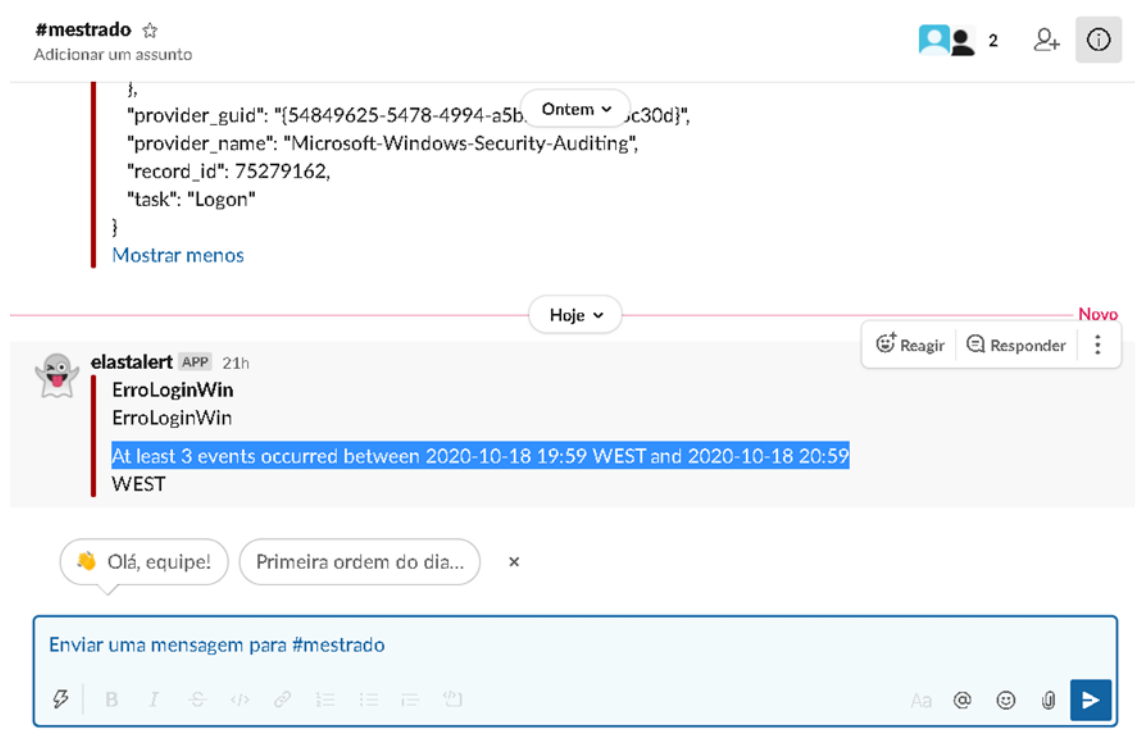 #mestrado
Adicionar um assunto
2
},
"provider_guid": "{54849625-5478-4994-a5b
c30d}",
Ontem
"provider_name": "Microsoft-Windows-Security-Auditing",
"record_id": 75279162,
"task": "Logon"
}
Mostrar menos
Hoje
Novo
Reagir
Responder
elastalert APP 21h
ErroLoginWin
ErroLoginWin
At least 3 events occurred between 2020-10-18 19:59 WEST and 2020-10-18 20:59
WEST
Olá, equipe!
Primeira ordem do dia...
Enviar uma mensagem para #mestrado
B I S
Aa @